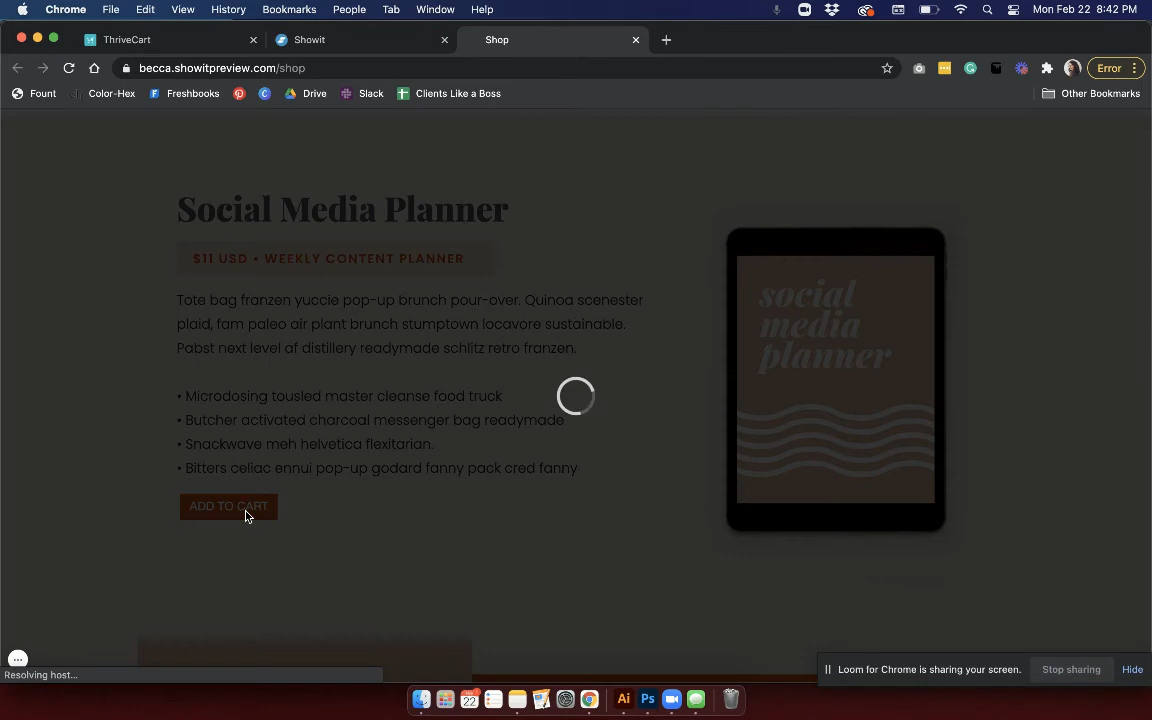 Chrome File Edit View History Bookmarks People Tab Window Help Mon Feb 22 8:42 PM
ThriveCart Showit Shop
becca.showitpreview.com/shop Error
Fount Color-Hex Freshbooks Drive Slack Clients Like a Boss Other Bookmarks
Social Media Planner
$11 USD • WEEKLY CONTENT PLANNER
Tote bag franzen yuccie pop-up brunch pour-over. Quinoa scenester
plaid, fam paleo air plant brunch stumptown locavore sustainable.
Pabst next level af distillery readymade schlitz retro franzen.
• Microdosing tousled master cleanse food truck
• Butcher activated charcoal messenger bag readymade
• Snackwave meh helvetica flexitarian.
• Bitters celiac ennui pop-up godard fanny pack cred fanny
ADD TO CART
social
media
planner
Loom for Chrome is sharing your screen. Stop sharing Hide
Resolving host...
22
Ai Ps